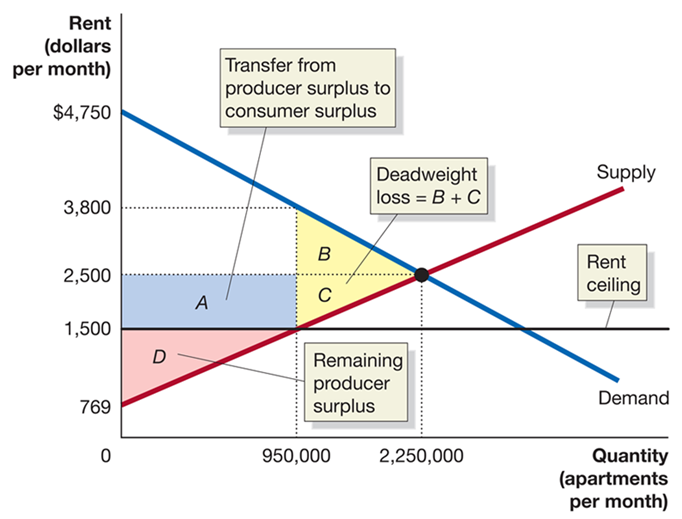 Rent
(dollars
per month)
Transfer from
producer surplus to
consumer surplus
$4,750
Deadweight
loss = B + C
Supply
3,800
B
2,500
Rent
ceiling
A
C
1,500
D
Remaining
producer
surplus
769
Demand
0
950,000
2,250,000
Quantity
(apartments
per month)